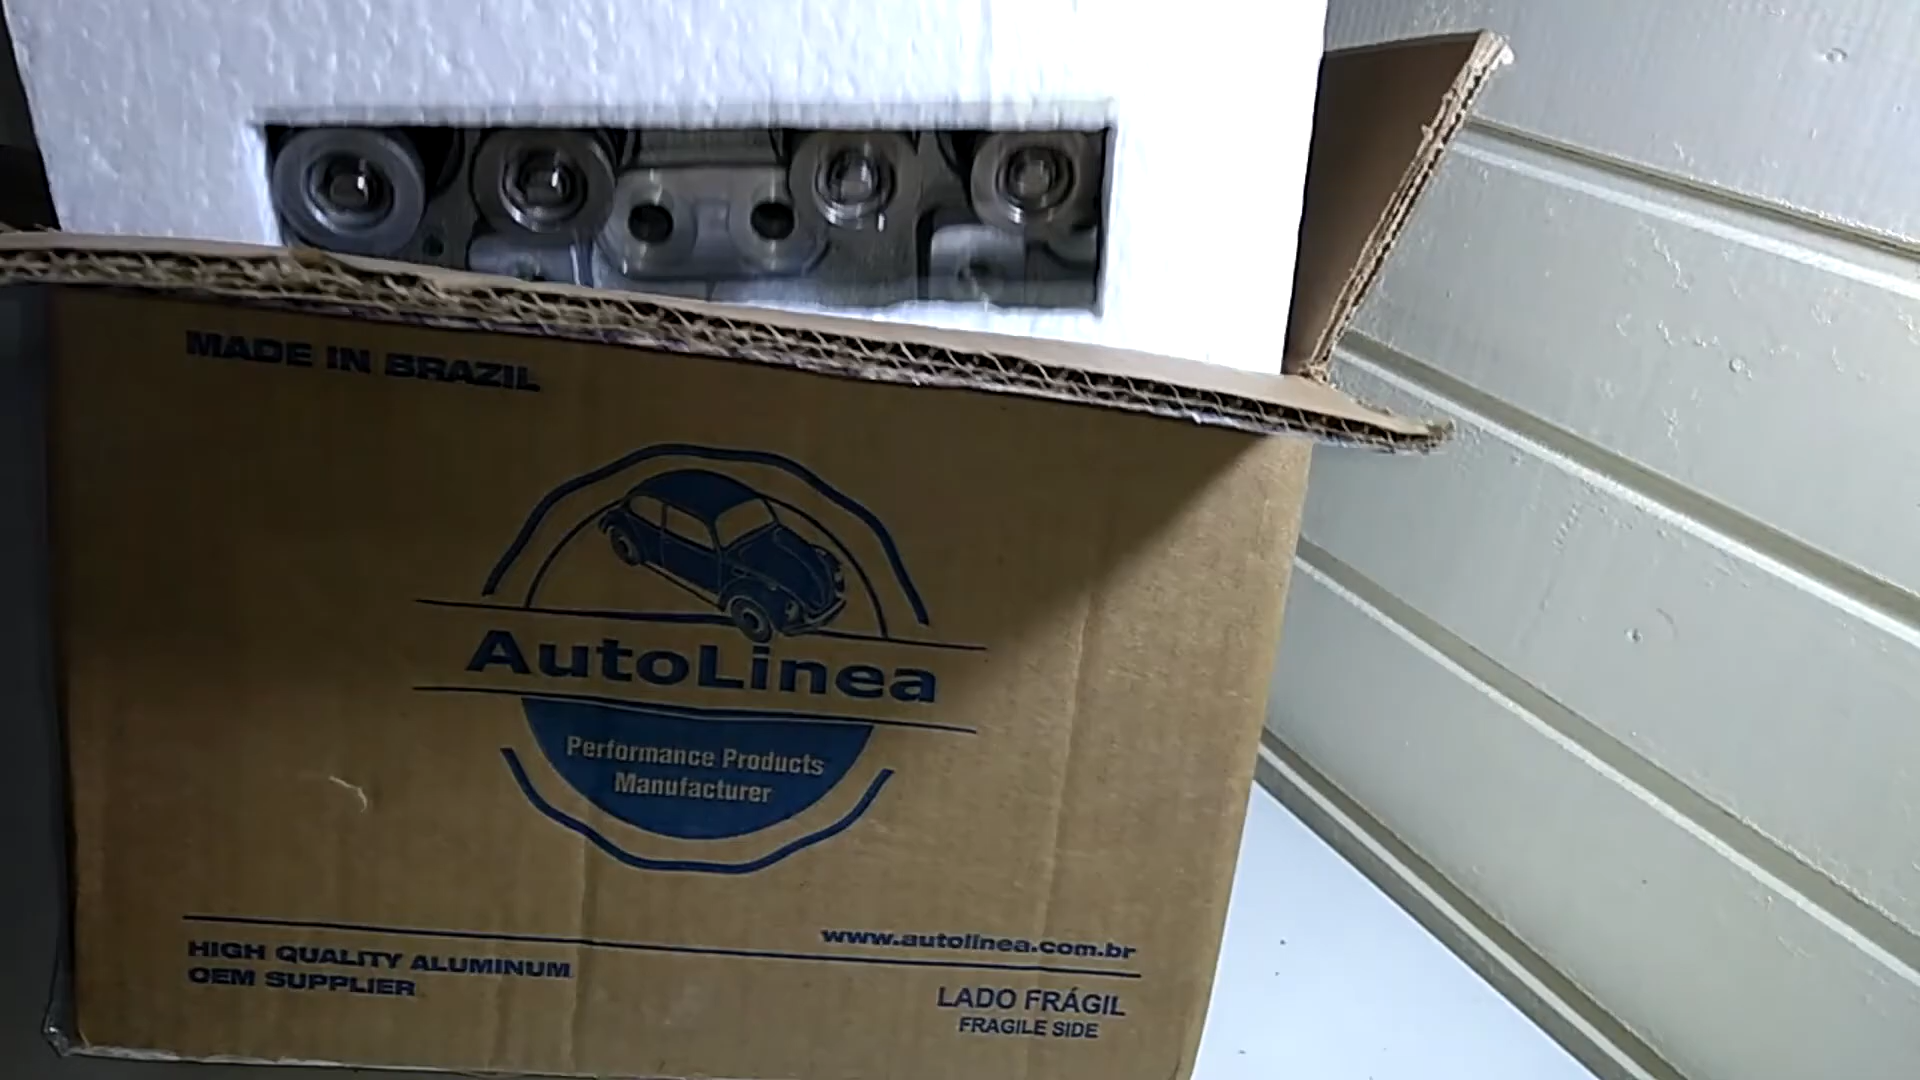 MADE IN BRAZIL
AutoLinea
Performance Products
Manufacturer
www.autolinea.com.br
HIGH QUALITY ALUMINUM
OEM SUPPLIER
LADO FRÁGIL
FRAGILE SIDE